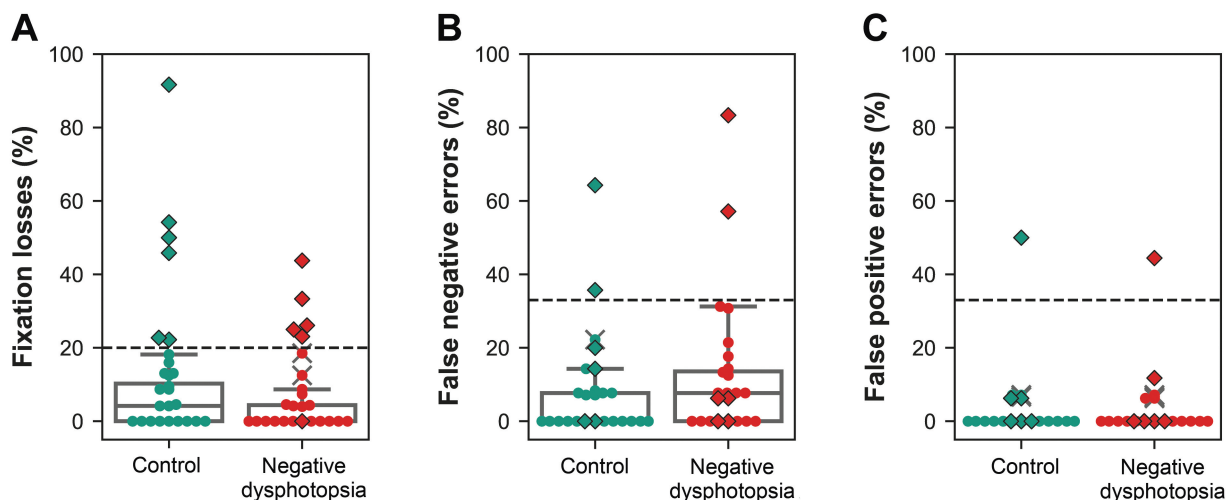 A
Fixation losses (%)
100
80
60
40
20
0
Control
Negative
dysphotopsia
B
False negative errors (%)
100
80
60
40
20
0
Control
Negative
dysphotopsia
C
False positive errors (%)
100
80
60
40
20
0
Control
Negative
dysphotopsia